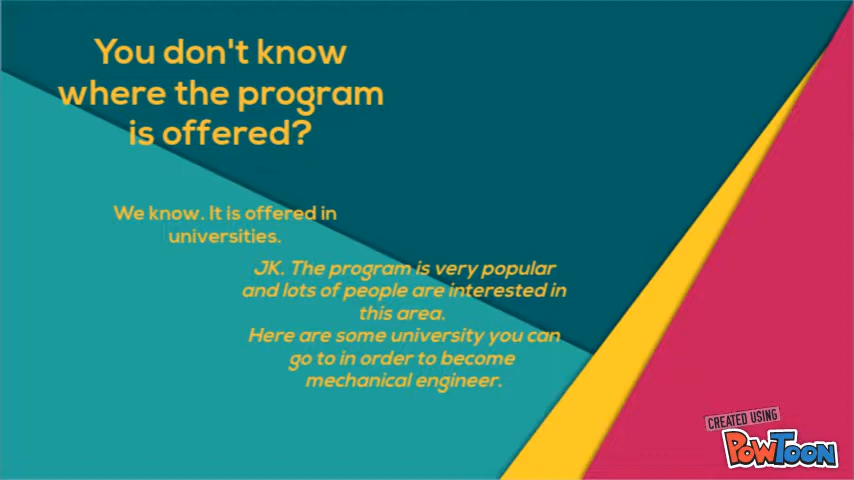 You don't know
where the program
is offered?
We know. It is offered in
universities.
JK. The program is very popular
and lots of people are interested in
this area.
Here are some university you can
go to in order to become
mechanical engineer.
CREATED USING
POWTOON